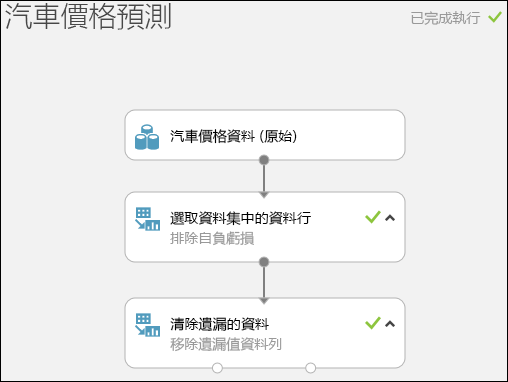 汽車價格預測
已完成執行
汽車價格資料 (原始)
選取資料集中的資料行
排除自負虧損
清除遺漏的資料
移除遺漏值資料列